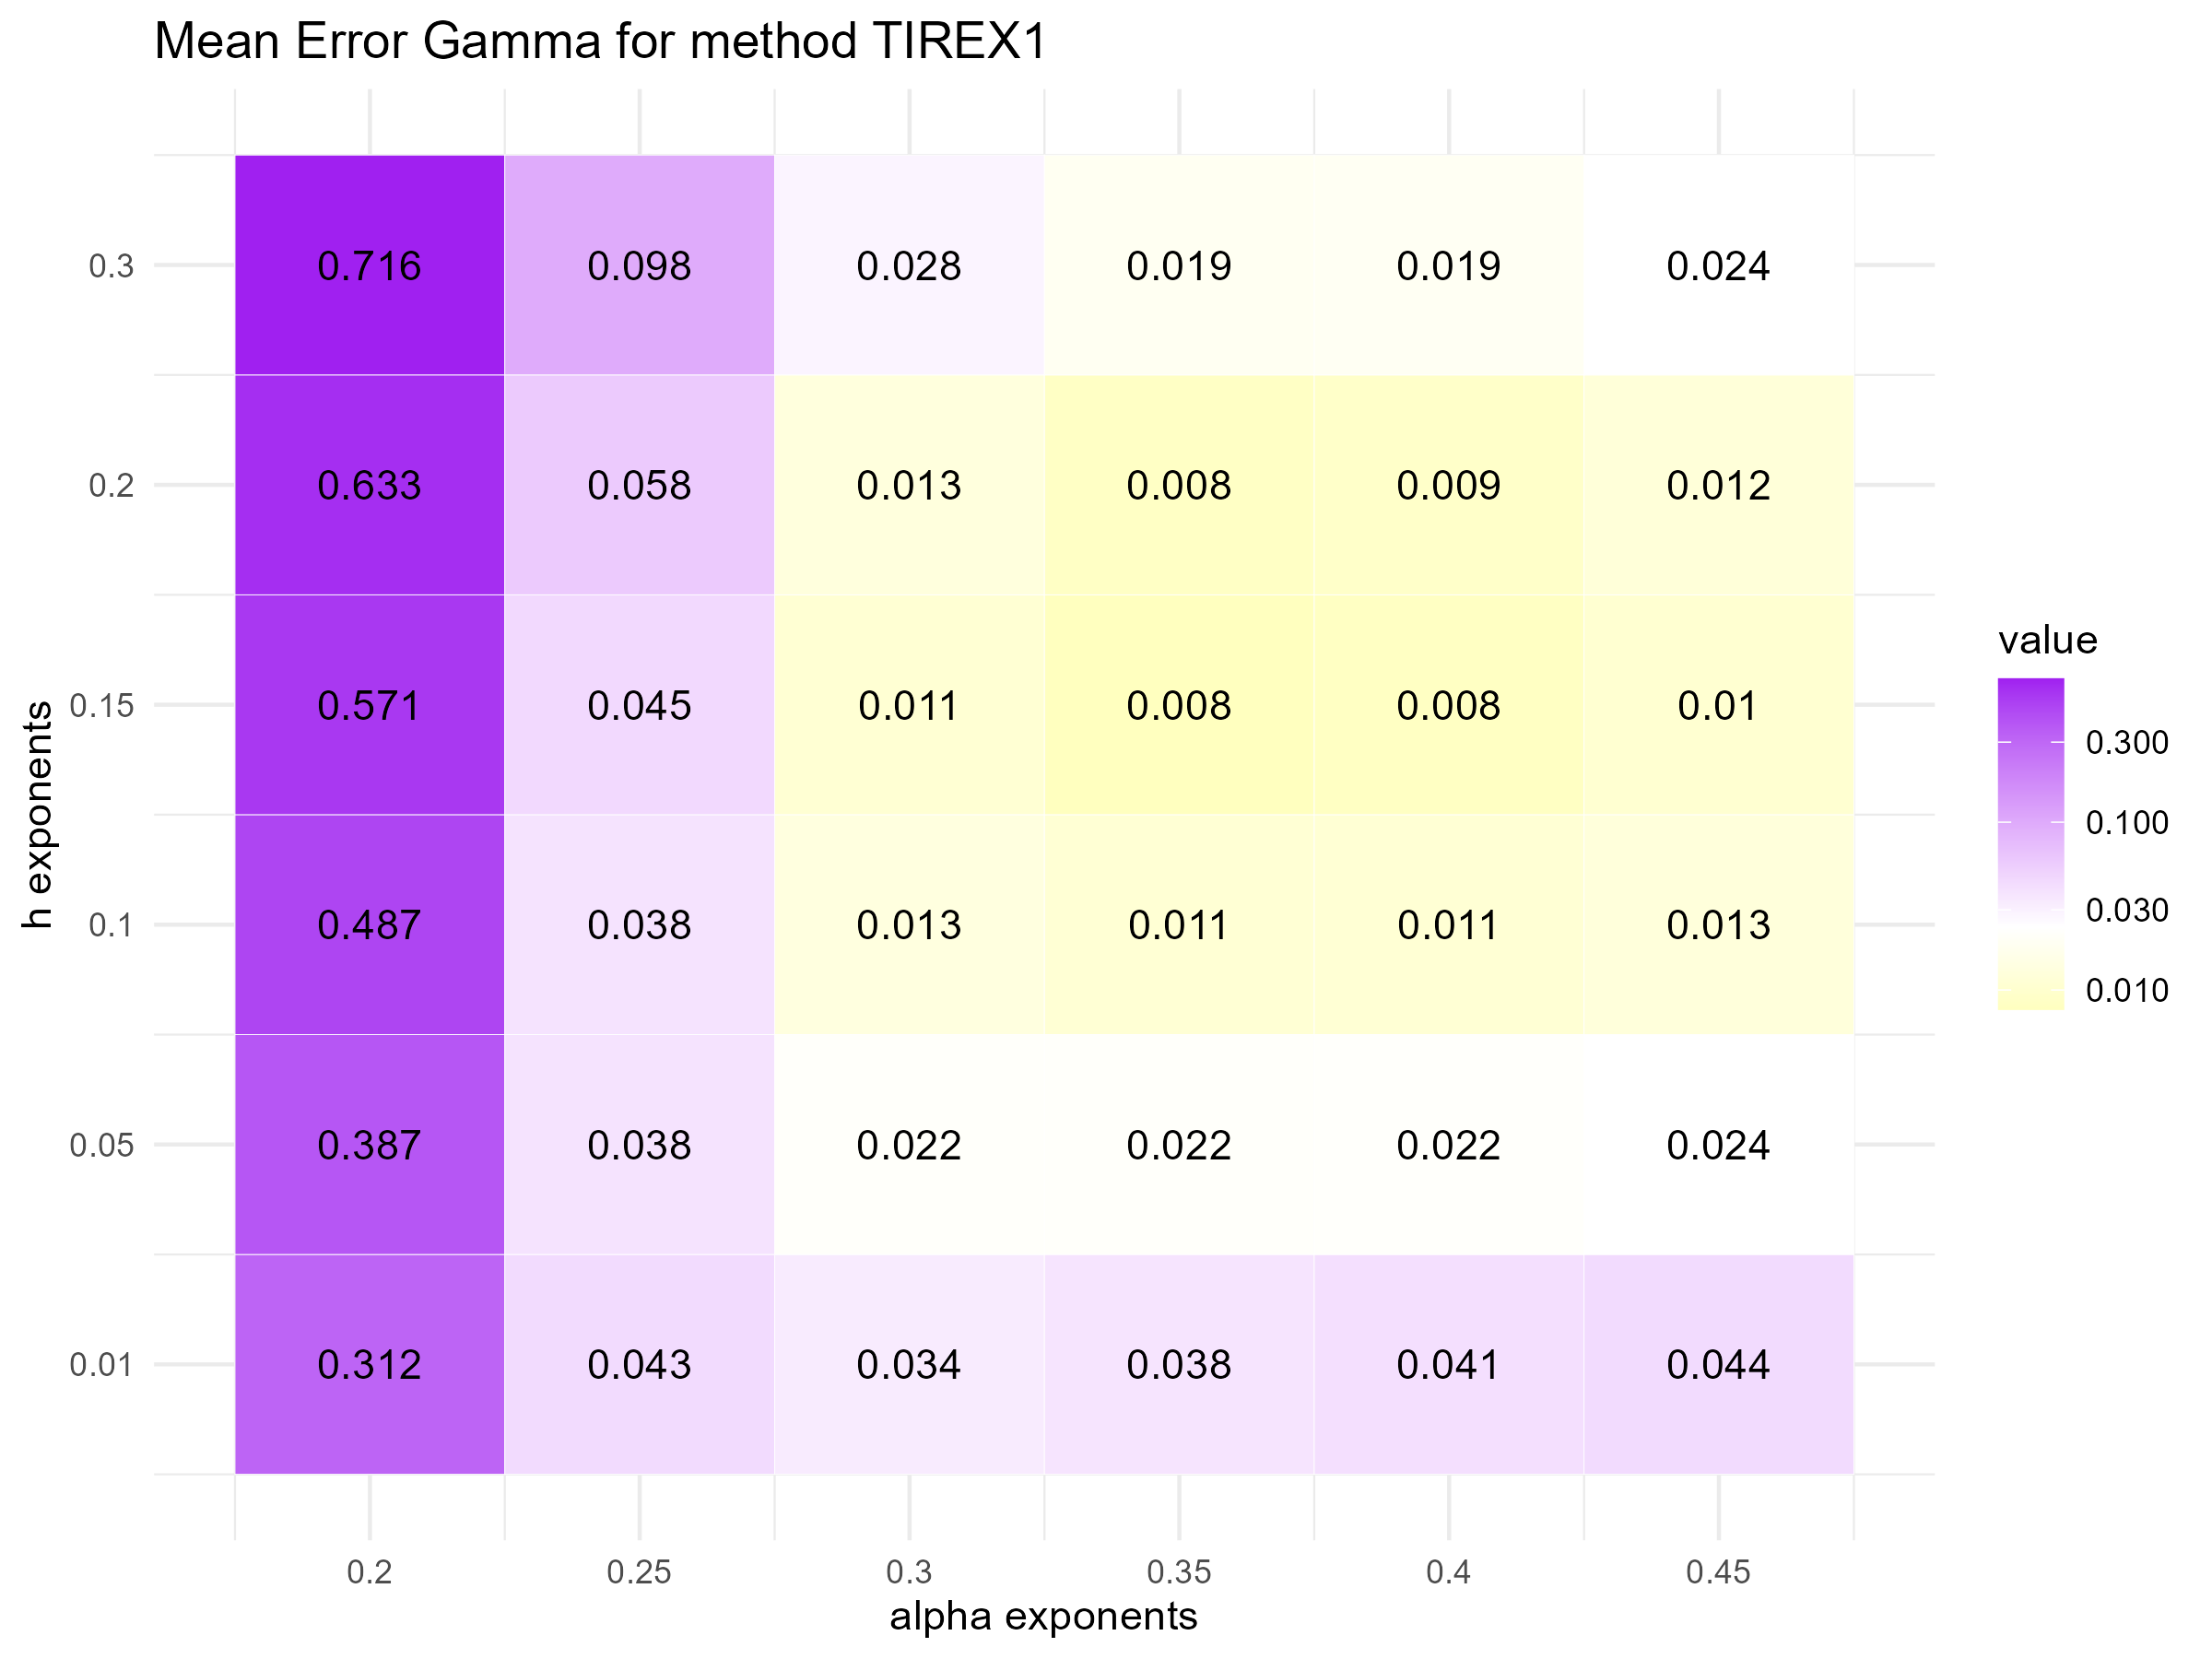 Mean Error Gamma for method TIREX1
h exponents
0.3 0.716 0.098 0.028 0.019 0.019 0.024
0.2 0.633 0.058 0.013 0.008 0.009 0.012
0.15 0.571 0.045 0.011 0.008 0.008 0.01
0.1 0.487 0.038 0.013 0.011 0.011 0.013
0.05 0.387 0.038 0.022 0.022 0.022 0.024
0.01 0.312 0.043 0.034 0.038 0.041 0.044
0.2 0.25 0.3 0.35 0.4 0.45
alpha exponents
value
0.300
0.100
0.030
0.010